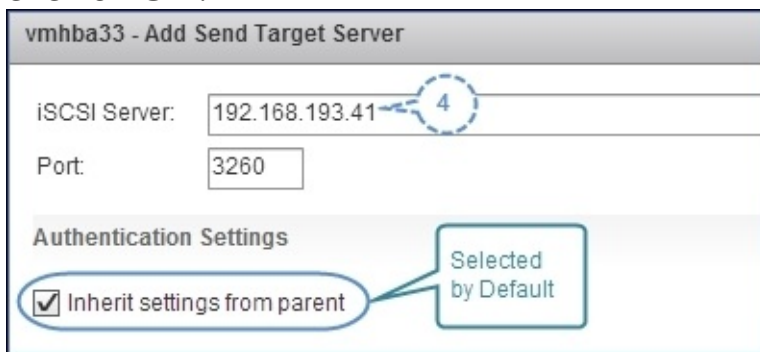 vmhba33 - Add Send Target Server
iSCSI Server: 192.168.193.41 4
Port: 3260
Authentication Settings
Selected
by Default
Inherit settings from parent